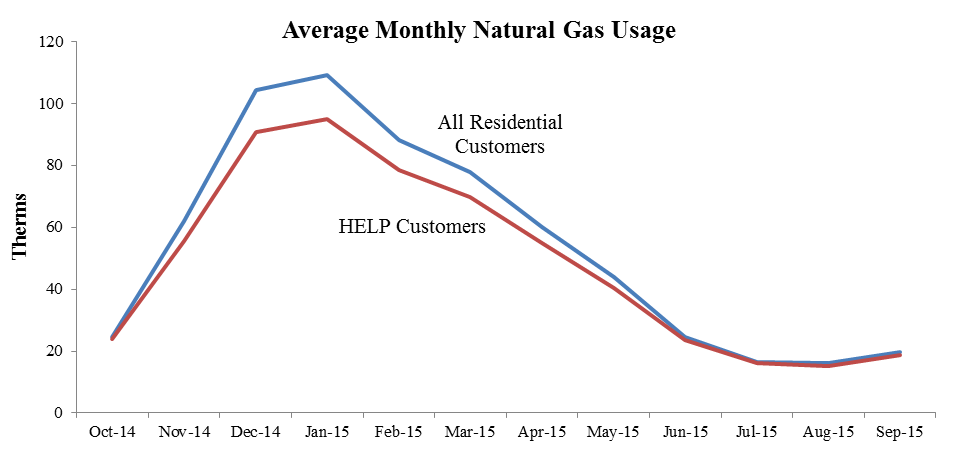 Average Monthly Natural Gas Usage
120
100
80
60
40
20
0
Therms
All Residential
Customers
HELP Customers
Oct-14 Nov-14 Dec-14 Jan-15 Feb-15 Mar-15 Apr-15 May-15 Jun-15 Jul-15 Aug-15 Sep-15